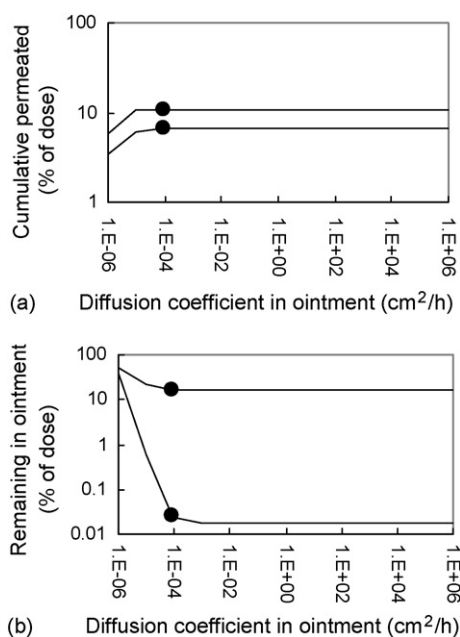 Cumulative permeated
(% of dose)
100
10
1
1.E-06
1.E-04
1.E-02
1.E+00
1.E+02
1.E+04
1.E+06
(a) Diffusion coefficient in ointment (cm²/h)
Remaining in ointment
(% of dose)
100
10
1
0.1
0.01
1.E-06
1.E-04
1.E-02
1.E+00
1.E+02
1.E+04
1.E+06
(b) Diffusion coefficient in ointment (cm²/h)